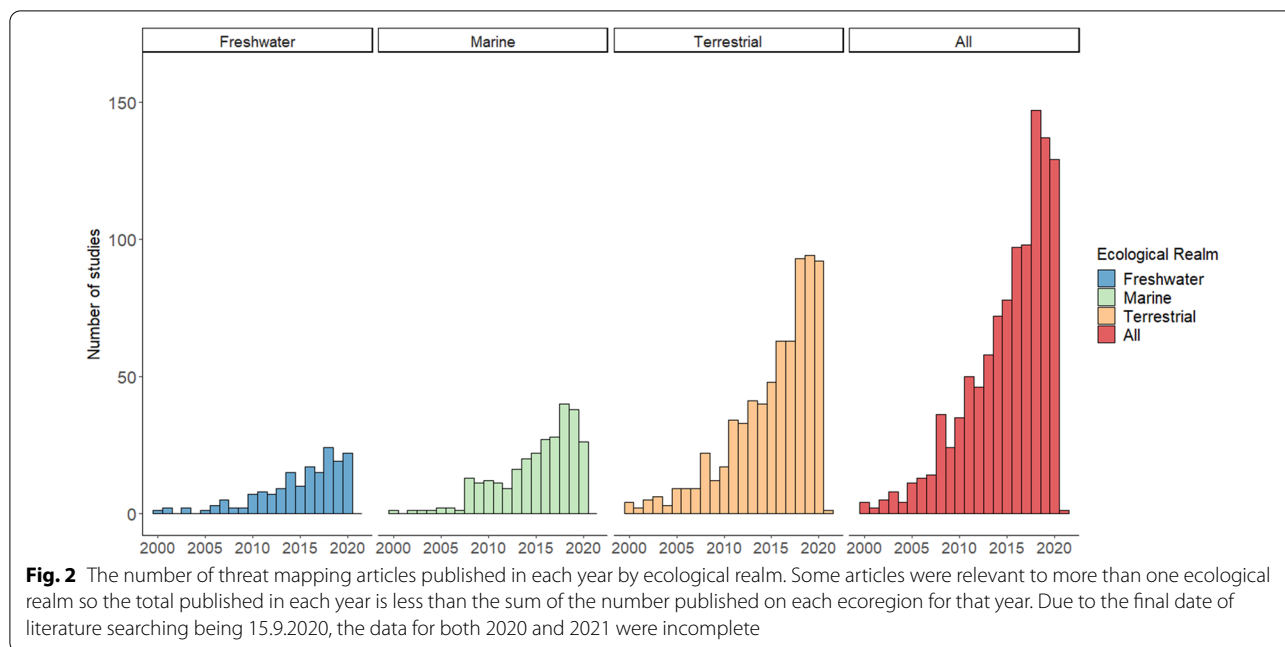 Freshwater Marine Terrestrial All
150
100
50
0
Number of studies
2000 2005 2010 2015 2020 2000 2005 2010 2015 2020 2000 2005 2010 2015 2020 2000 2005 2010 2015 2020
Ecological Realm
Freshwater
Marine
Terrestrial
All
Fig. 2 The number of threat mapping articles published in each year by ecological realm. Some articles were relevant to more than one ecological
realm so the total published in each year is less than the sum of the number published on each ecoregion for that year. Due to the final date of
literature searching being 15.9.2020, the data for both 2020 and 2021 were incomplete